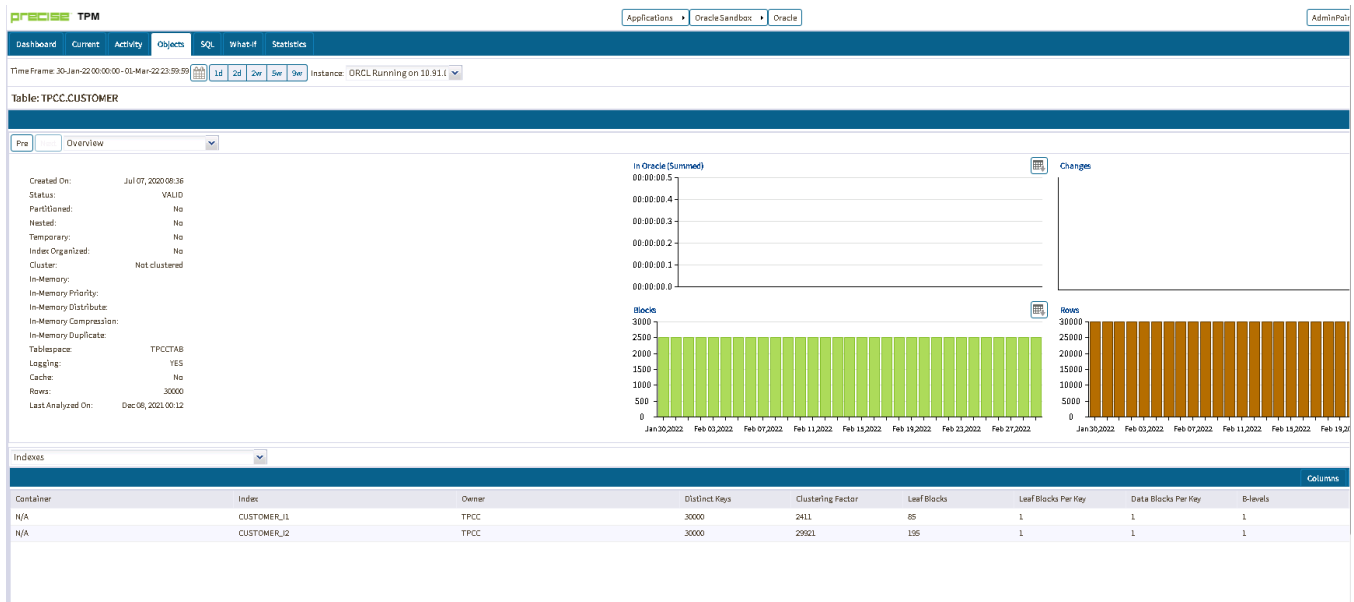 precise TPM
Applications Oracle Sandbox Oracle
AdminPoin
Dashboard Current Activity Objects SQL What-If Statistics
Time Frame: 30-Jan-22 00:00:00 - 01-Mar-22 23:59:59 1d 2d 2w 5w 9w Instance: ORCL Running on 10.91.(
Table: TPCC.CUSTOMER
Pre Overview
Created On: Jul 07, 2020 08:36
Status: VALID
Partitioned: No
Nested: No
Temporary: No
Index Organized: No
Cluster: Not clustered
In-Memory:
In-Memory Priority:
In-Memory Distribute:
In-Memory Compression:
In-Memory Duplicate:
Tablespace: TPCCTAB
Logging: YES
Cache: No
Rows: 30000
Last Analyzed On: Dec 08, 2021 00:12
In Oracle (Summed)
00:00:00.5
00:00:00.4
00:00:00.3
00:00:00.2
00:00:00.1
00:00:00.0
Changes
Blocks
3000
2500
2000
1500
1000
500
0
Jan 30,2022 Feb 03,2022 Feb 07,2022 Feb 11,2022 Feb 15,2022 Feb 19,2022 Feb 23,2022 Feb 27,2022
Rows
30000
25000
20000
15000
10000
5000
0
Jan 30,2022 Feb 03,2022 Feb 07,2022 Feb 11,2022 Feb 15,2022 Feb 19,20
Indexes
Columns
Container Index Owner Distinct Keys Clustering Factor Leaf Blocks Leaf Blocks Per Key Data Blocks Per Key B-levels
N/A CUSTOMER_I1 TPCC 30000 2411 85 1 1 1
N/A CUSTOMER_I2 TPCC 30000 29921 195 1 1 1